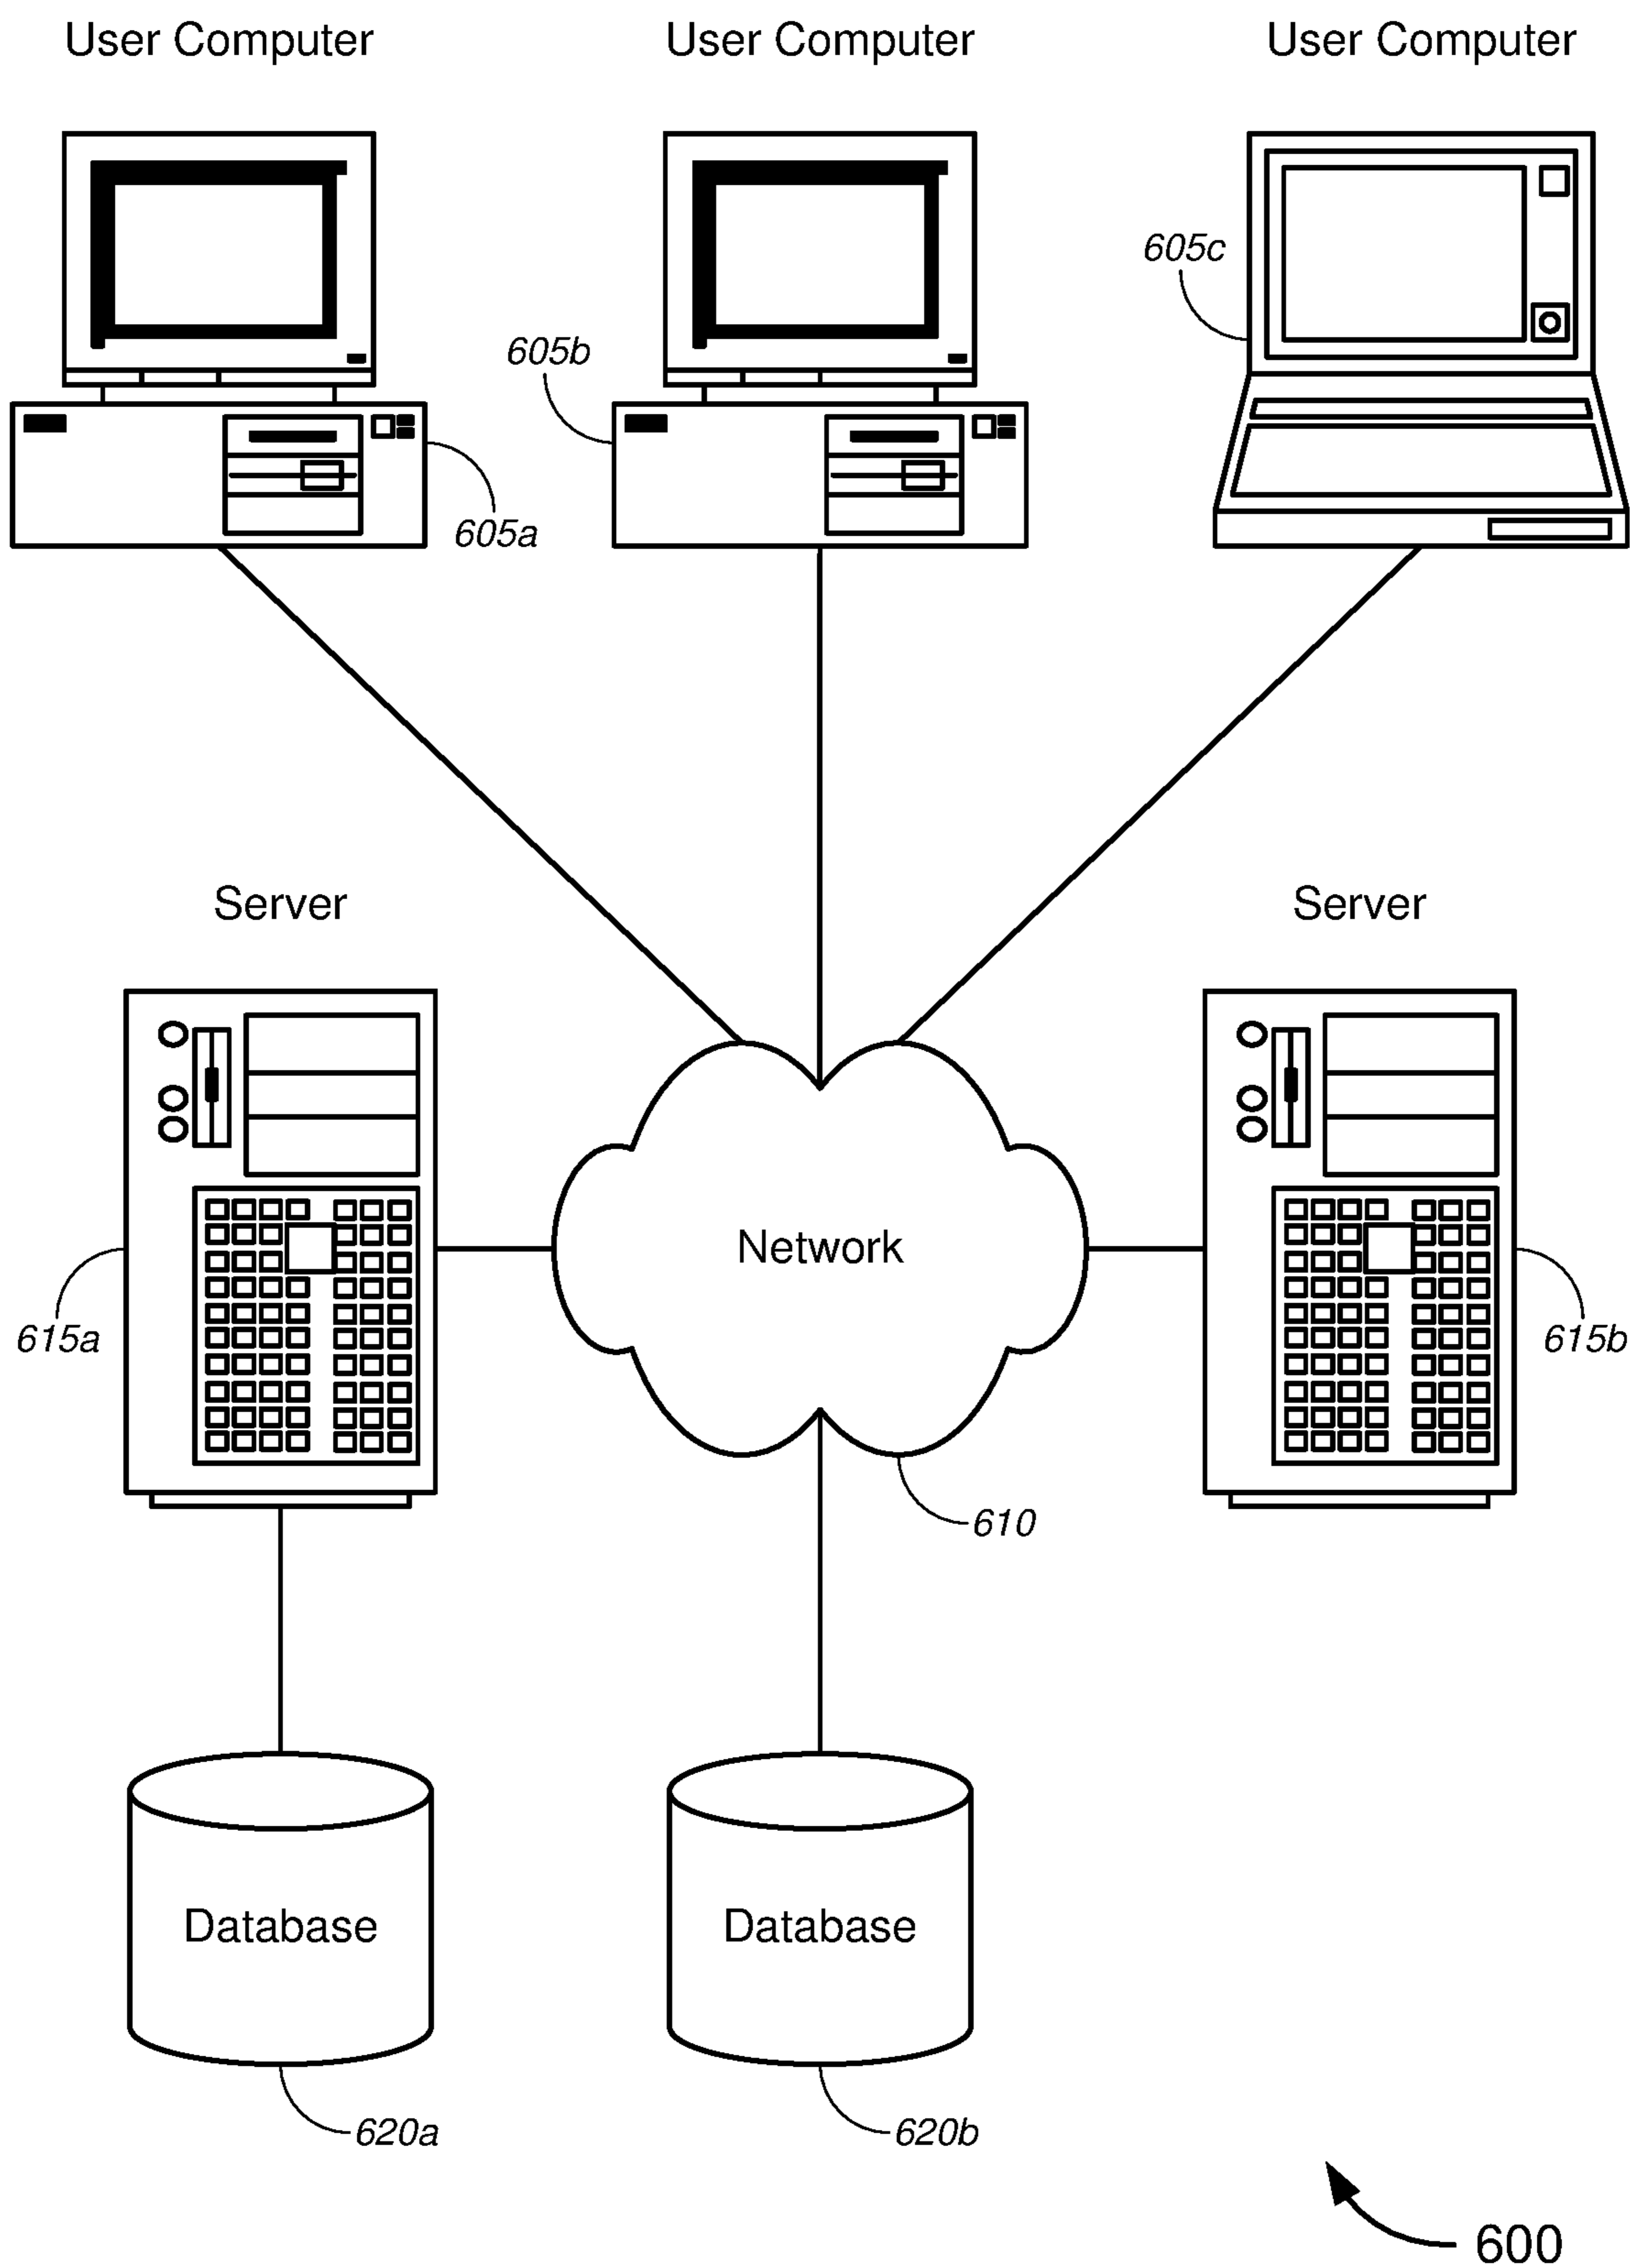 User Computer
User Computer
User Computer
605c
605b
605a
Server
Server
Network
615a
615b
610
Database
Database
620a
620b
600